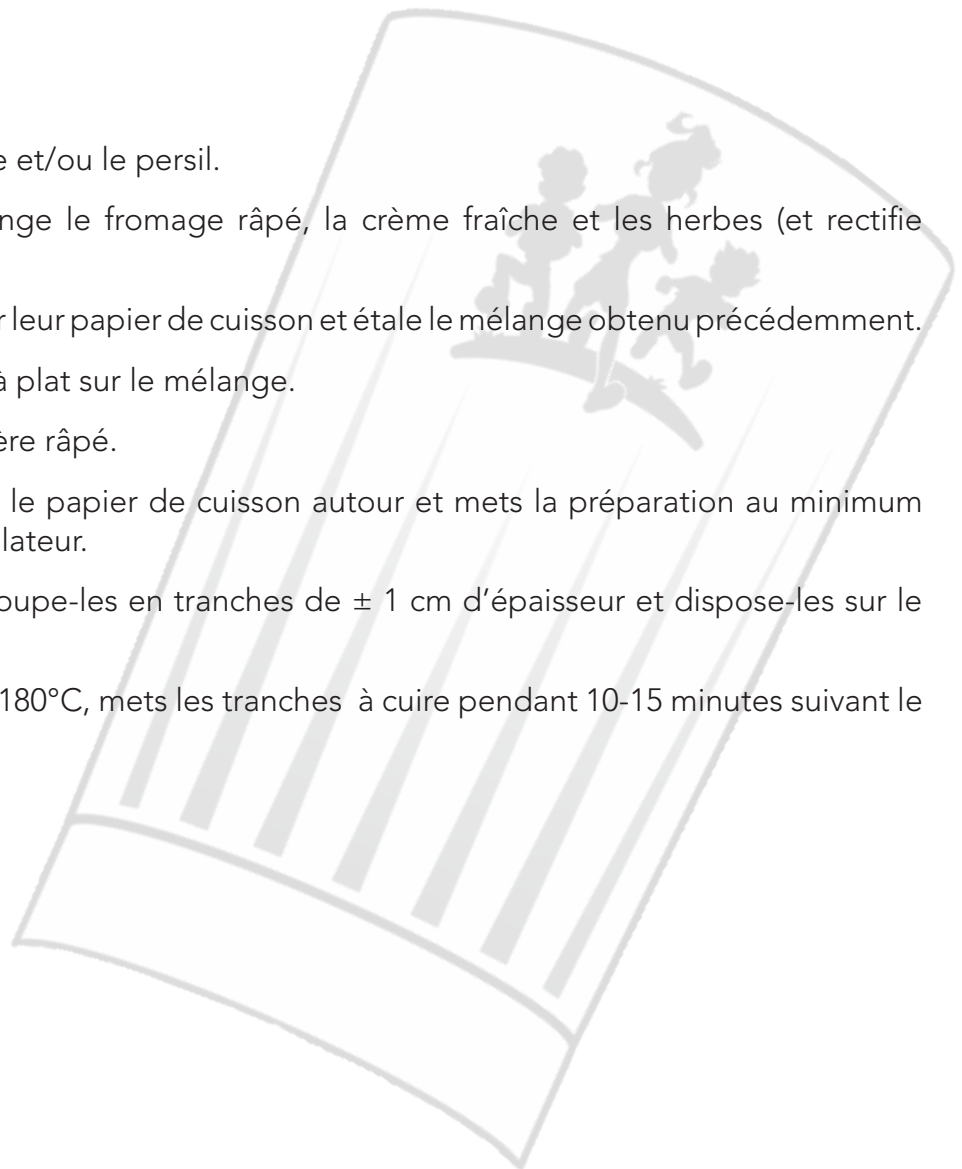 e et/ou le persil.
nge le fromage râpé, la crème fraîche et les herbes (et rectifie
r leur papier de cuisson et étale le mélange obtenu précédemment.
à plat sur le mélange.
ère râpé.
le papier de cuisson autour et mets la préparation au minimum
lateur.
oupe-les en tranches de ± 1 cm d’épaisseur et dispose-les sur le
180°C, mets les tranches  à cuire pendant 10-15 minutes suivant le